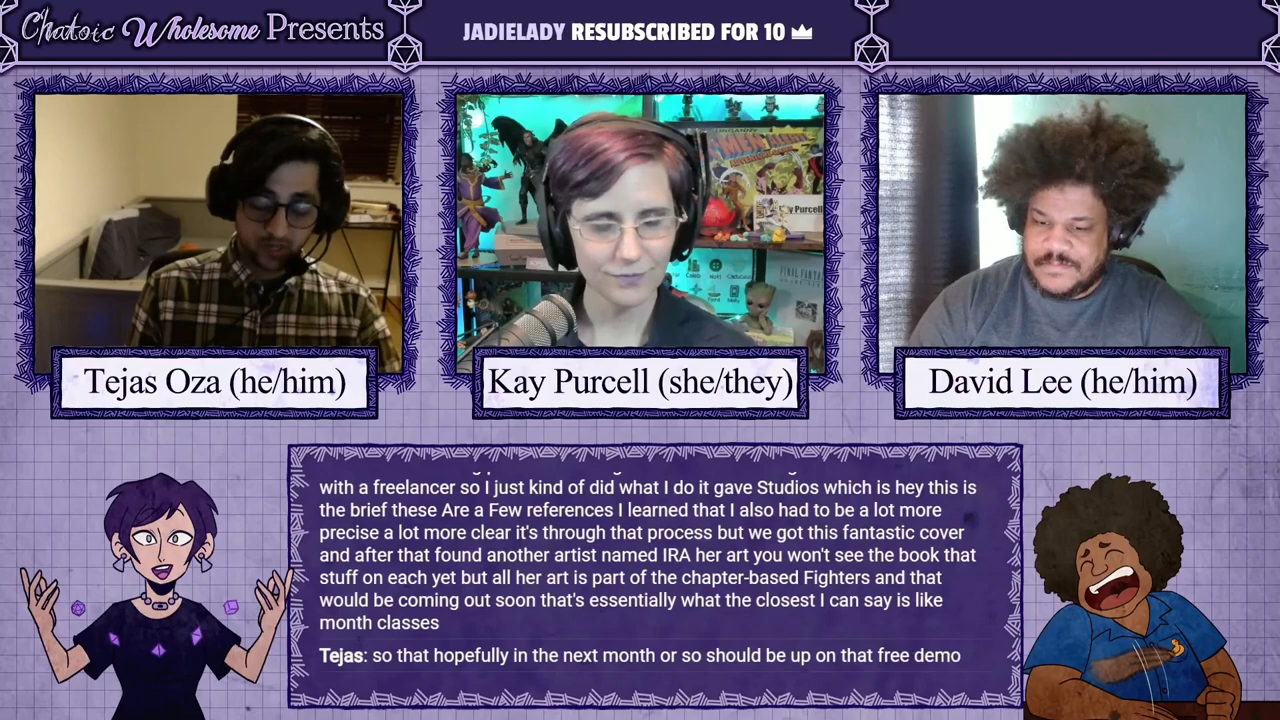 Chatoic Wholesome Presents
JADIELADY RESUBSCRIBED FOR 10
X-MEN
Kay Purcell
FINAL FANTASY
Tejas Oza (he/him)
Kay Purcell (she/they)
David Lee (he/him)
with a freelancer so I just kind of did what I do it gave Studios which is hey this is
the brief these Are a Few references I learned that I also had to be a lot more
precise a lot more clear it's through that process but we got this fantastic cover
and after that found another artist named IRA her art you won't see the book that
stuff on each yet but all her art is part of the chapter-based Fighters and that
would be coming out soon that's essentially what the closest I can say is like
month classes
Tejas: so that hopefully in the next month or so should be up on that free demo